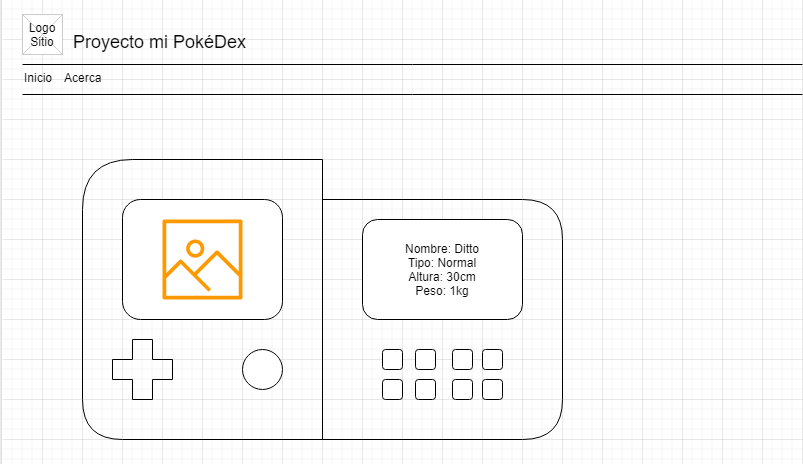 Logo
Sitio
Proyecto mi PokéDex
Inicio Acerca
Nombre: Ditto
Tipo: Normal
Altura: 30cm
Peso: 1kg